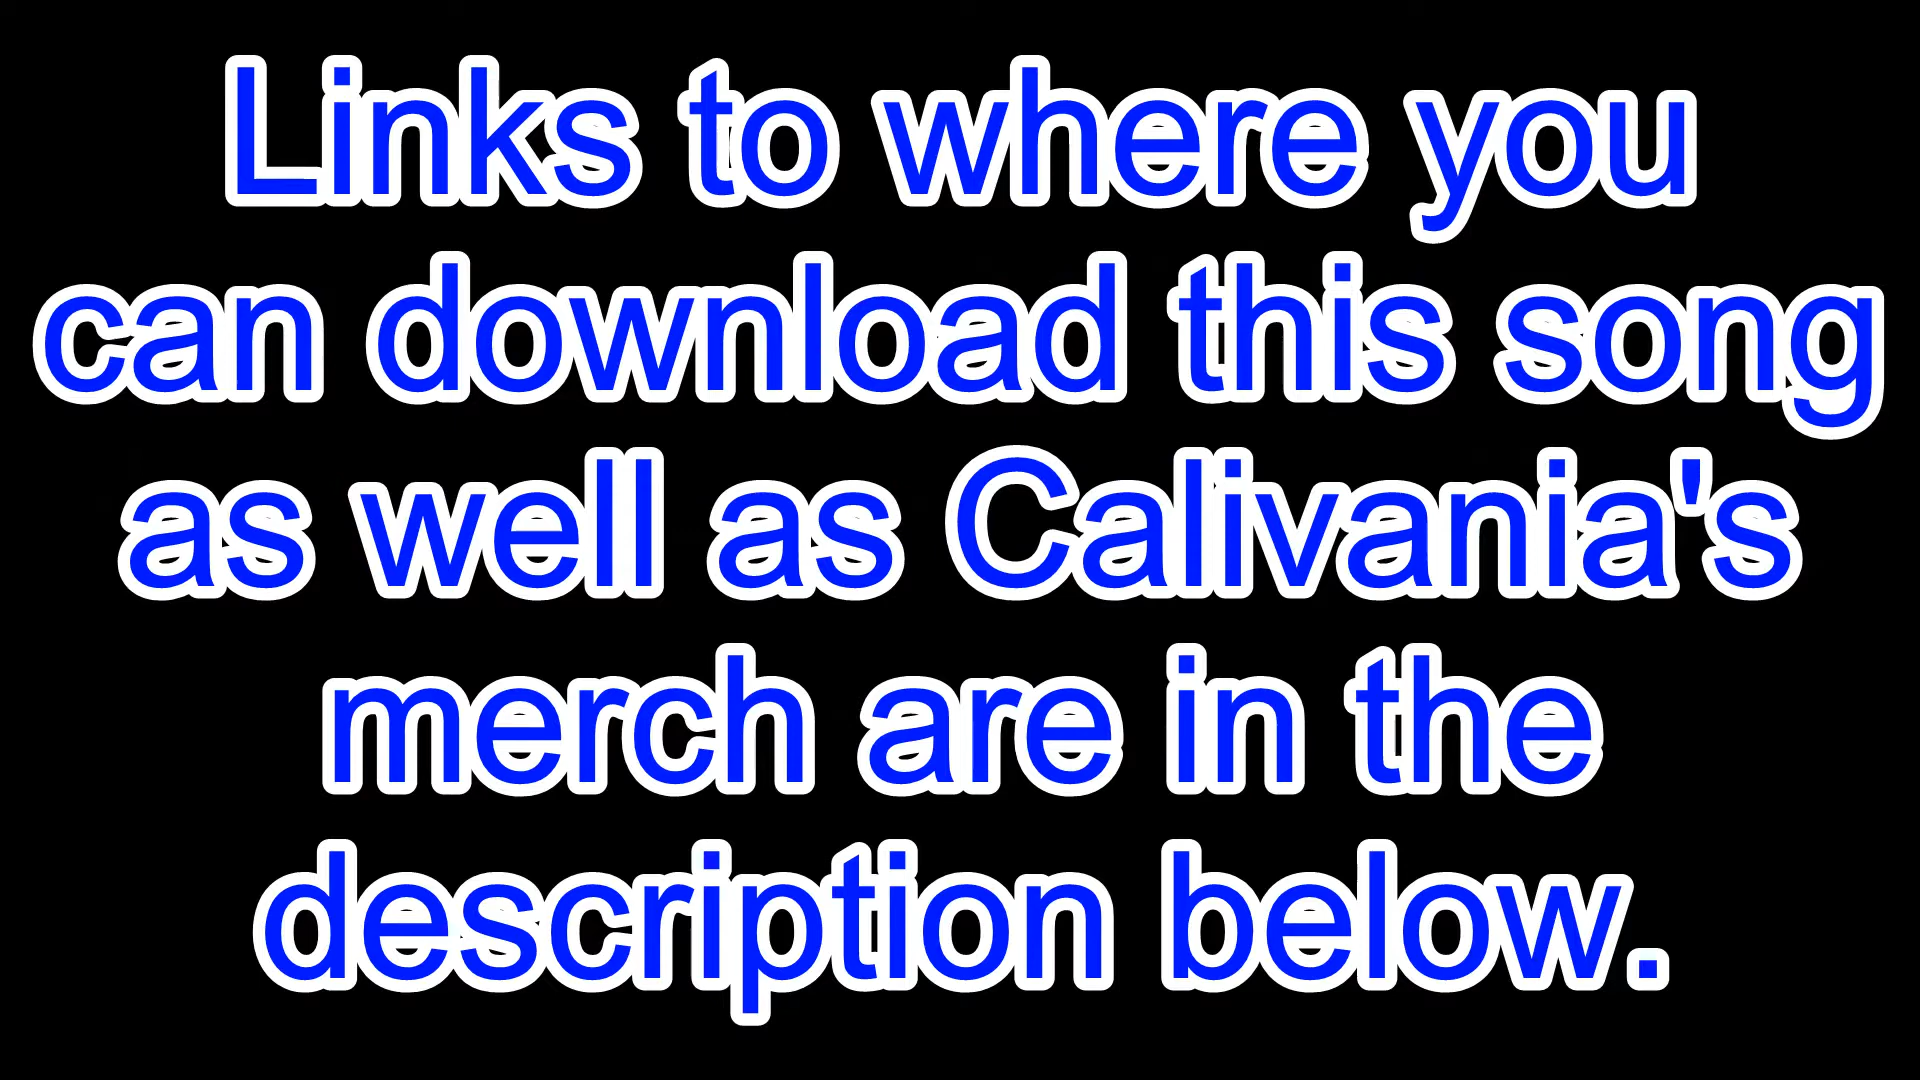 Links to where you
can download this song
as well as Calivania's
merch are in the
description below.